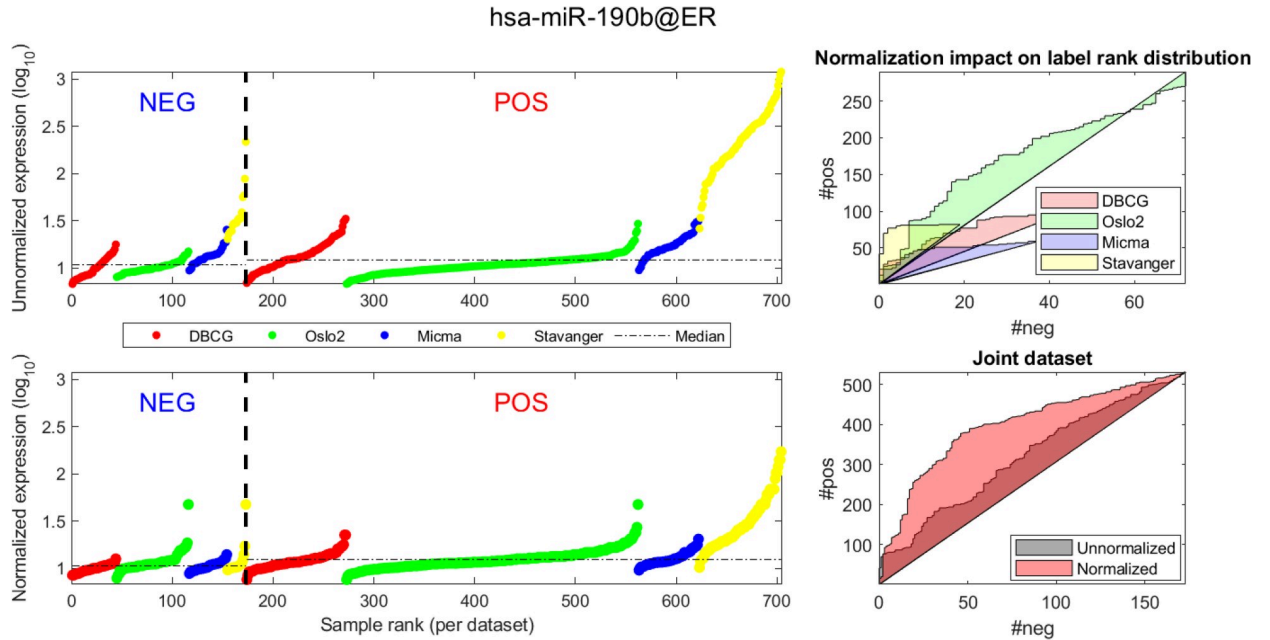 hsa-miR-190b@ER
Unnormalized expression (log10)
3
2.5
2
1.5
1
NEG
POS
0 100 200 300 400 500 600 700
DBCG Oslo2 Micma Stavanger Median
Normalized expression (log10)
3
2.5
2
1.5
1
NEG
POS
0 100 200 300 400 500 600 700
Sample rank (per dataset)
Normalization impact on label rank distribution
#pos
250
200
150
100
50
DBCG
Oslo2
Micma
Stavanger
0 20 40 60
#neg
Joint dataset
#pos
500
400
300
200
100
Unnormalized
Normalized
0 50 100 150
#neg